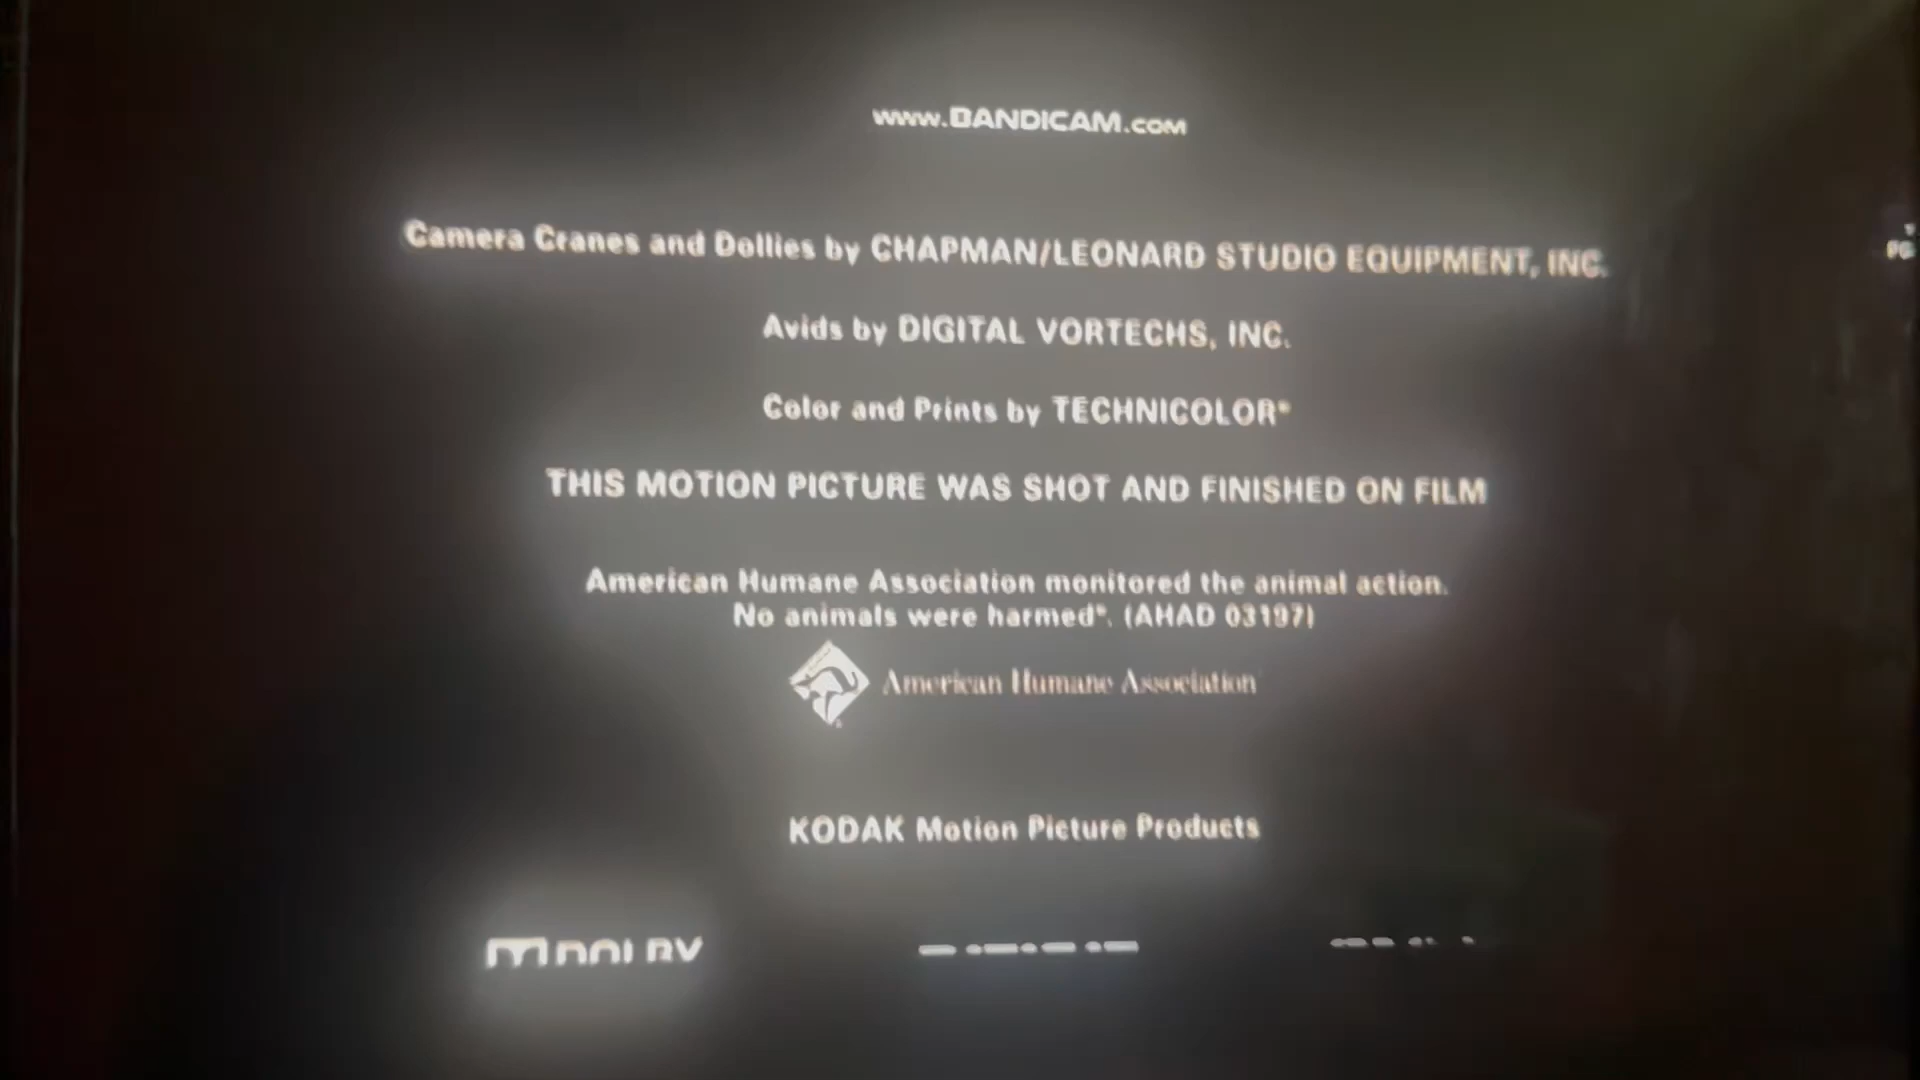 www.BANDICAM.com
Camera Cranes and Dollies by CHAPMAN/LEONARD STUDIO EQUIPMENT, INC.
Avids by DIGITAL VORTECHS, INC.
Color and Prints by TECHNICOLOR®
THIS MOTION PICTURE WAS SHOT AND FINISHED ON FILM
American Humane Association monitored the animal action.
No animals were harmed®. (AHAD 03197)
American Humane Association
KODAK Motion Picture Products